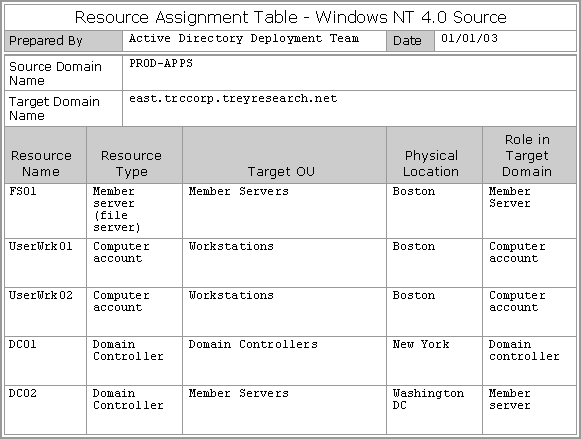 Resource Assignment Table - Windows NT 4.0 Source
Prepared By Active Directory Deployment Team Date 01/01/03
Source Domain Name PROD-APPS
Target Domain Name east.trccorp.treyresearch.net
Resource Name Resource Type Target OU Physical Location Role in Target Domain
FS01 Member server (file server) Member Servers Boston Member Server
UserWrk01 Computer account Workstations Boston Computer account
UserWrk02 Computer account Workstations Boston Computer account
DC01 Domain Controller Domain Controllers New York Domain controller
DC02 Domain Controller Member Servers Washington DC Member server